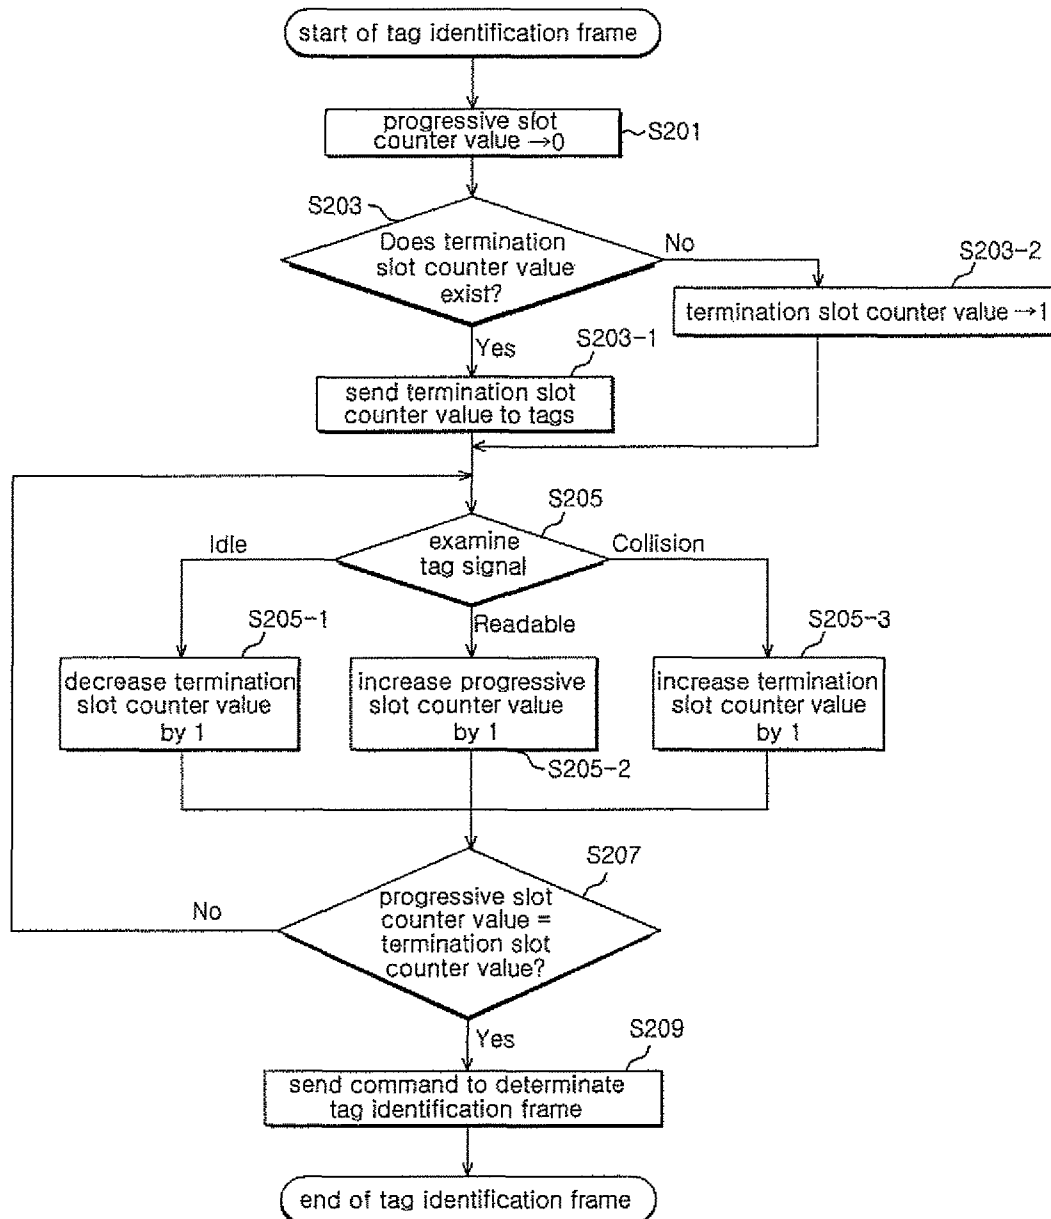 start of tag identification frame
progressive slot
counter value →0
S201
S203
Does termination
slot counter value
exist?
No
S203-2
termination slot counter value →1
Yes
S203-1
send termination slot
counter value to tags
S205
examine
tag signal
Idle
Collision
Readable
S205-1
decrease termination
slot counter value
by 1
increase progressive
slot counter value
by 1
S205-2
S205-3
increase termination
slot counter value
by 1
S207
progressive slot
counter value =
termination slot
counter value?
No
Yes
S209
send command to determinate
tag identification frame
end of tag identification frame